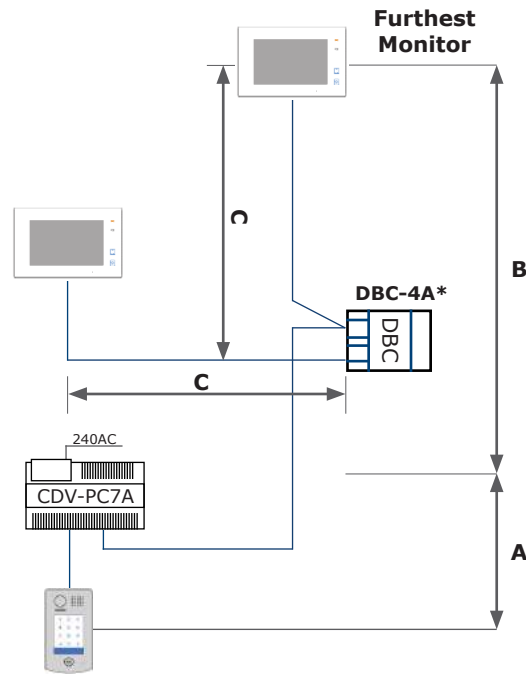 Furthest
Monitor
C
B
DBC-4A*
DBC
C
240AC
CDV-PC7A
A